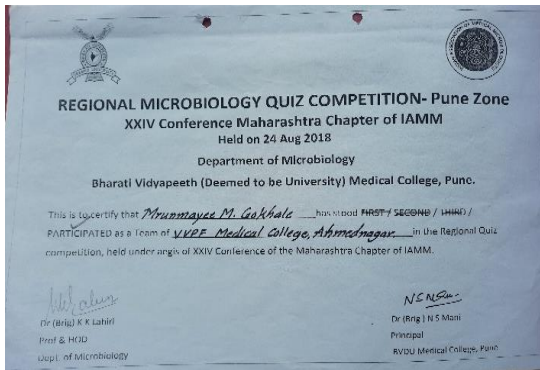 REGIONAL MICROBIOLOGY QUIZ COMPETITION- Pune Zone
XXIV Conference Maharashtra Chapter of IAMM
Held on 24 Aug 2018
Department of Microbiology
Bharati Vidyapeeth (Deemed to be University) Medical College, Pune.
This is to certify that Mrunmayee M. Gokhale has stood FIRST / SECOND / THIRD /
PARTICIPATED as a Team of VVPF Medical College, Ahmednagar in the Regional Quiz
competition, held under aegis of XXIV Conference of the Maharashtra Chapter of IAMM.
Dr (Brig) K K Lahiri
Prof & HOD
Dept. of Microbiology
Dr (Brig ) N S Mani
Principal
BVDU Medical College, Pune